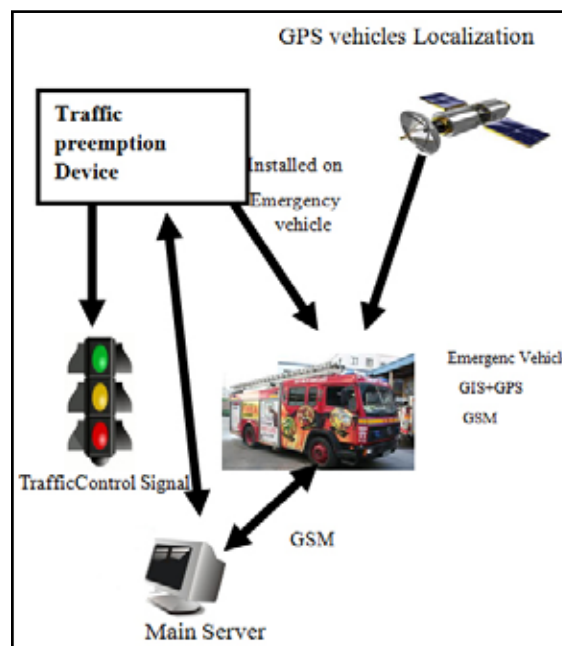 GPS vehicles Localization
Traffic
preemption
Device
Installed on
Emergency
vehicle
Emergenc Vehicl
GIS+GPS
GSM
TrafficControl Signal
GSM
Main Server